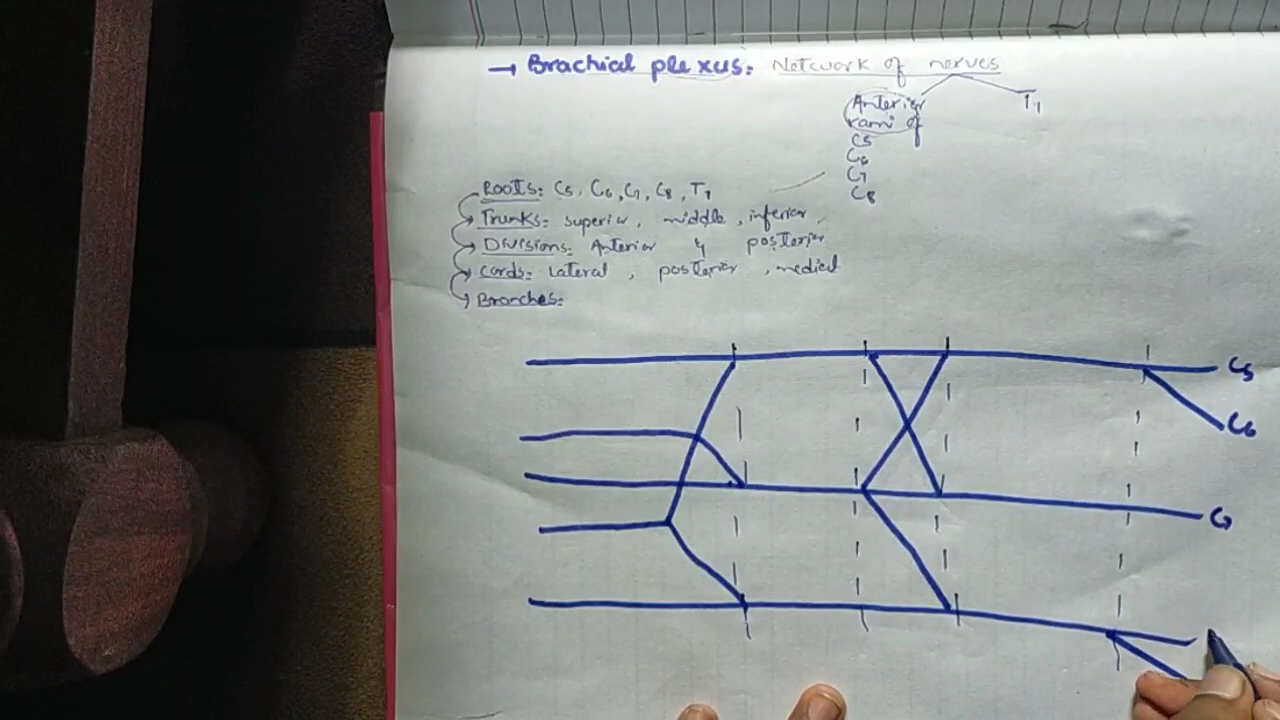 → Brachial plexus: Network of nerves
Anterior T1
rami of
C5
C6
C7
C8
Roots: C5, C6, C7, C8, T1
Trunks: superior, middle, inferior
Divisions: Anterior & posterior
Cords: Lateral, posterior, medical
Branches:
C5
C6
C7